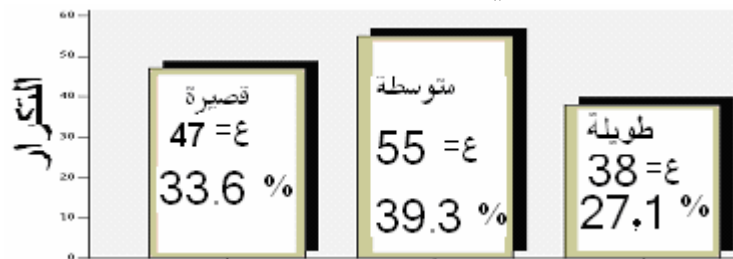 التكرار
60
50
40
30
20
10
0
قصيرة
ع= 47
33.6 %
متوسطة
ع= 55
39.3 %
طويلة
ع= 38
27.1 %